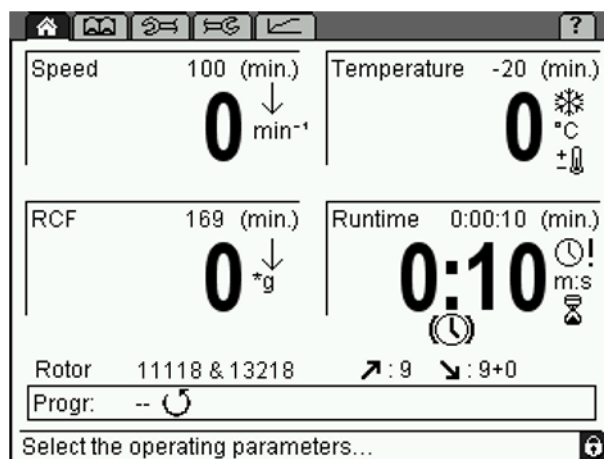 ?
Speed 100 (min.)
0 min⁻¹
Temperature -20 (min.)
0 °C
RCF 169 (min.)
0 *g
Runtime 0:00:10 (min.)
0:10 m:s
Rotor 11118 & 13218 : 9 : 9+0
Progr: --
Select the operating parameters...